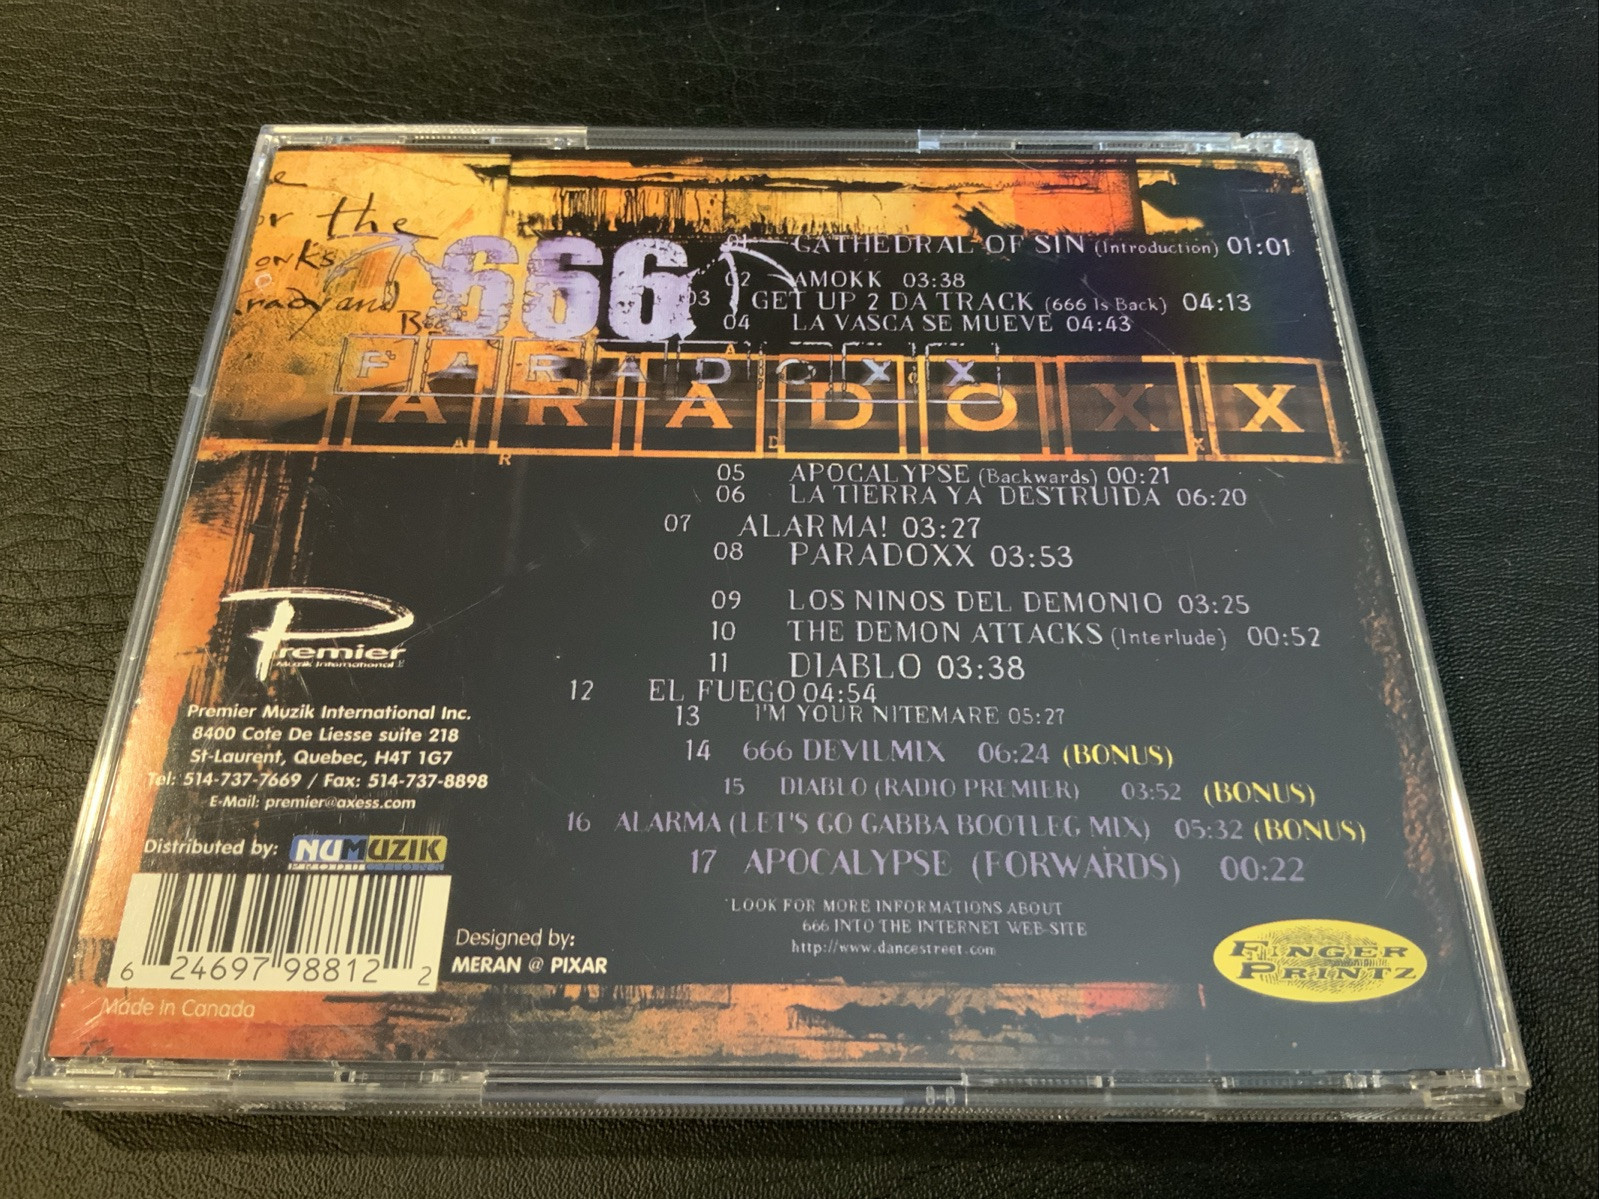 or the
onks
rady and
666
PARADOXX
ARADOXX
01 CATHEDRAL OF SIN (Introduction) 01:01
02 AMOKK 03:38
03 GET UP 2 DA TRACK (666 Is Back) 04:13
04 LA VASCA SE MUEVE 04:43
05 APOCALYPSE (Backwards) 00:21
06 LA TIERRA YA DESTRUIDA 06:20
07 ALARMA! 03:27
08 PARADOXX 03:53
09 LOS NINOS DEL DEMONIO 03:25
10 THE DEMON ATTACKS (Interlude) 00:52
11 DIABLO 03:38
12 EL FUEGO 04:54
13 I'M YOUR NITEMARE 05:27
14 666 DEVILMIX 06:24 (BONUS)
15 DIABLO (RADIO PREMIER) 03:52 (BONUS)
16 ALARMA (LET'S GO GABBA BOOTLEG MIX) 05:32 (BONUS)
17 APOCALYPSE (FORWARDS) 00:22
LOOK FOR MORE INFORMATIONS ABOUT
666 INTO THE INTERNET WEB-SITE
http://www.dancestreet.com
Premier
Muzik International
Premier Muzik International Inc.
8400 Cote De Liesse suite 218
St-Laurent, Quebec, H4T 1G7
Tel: 514-737-7669 / Fax: 514-737-8898
E-Mail: premier@axess.com
Distributed by: NUMUZIK
6 24697 98812 2
Made in Canada
Designed by:
MERAN @ PIXAR
FINGER
PRINTZ